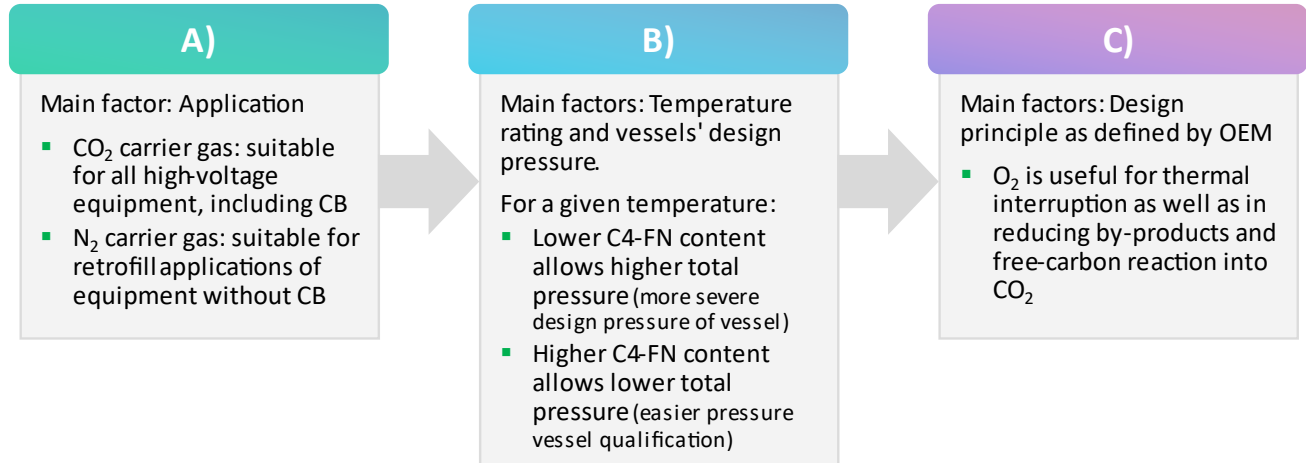 A)
Main factor: Application
▪ CO₂ carrier gas: suitable
for all high-voltage
equipment, including CB
▪ N₂ carrier gas: suitable for
retrofill applications of
equipment without CB
B)
Main factors: Temperature
rating and vessels' design
pressure.
For a given temperature:
▪ Lower C4-FN content
allows higher total
pressure (more severe
design pressure of vessel)
▪ Higher C4-FN content
allows lower total
pressure (easier pressure
vessel qualification)
C)
Main factors: Design
principle as defined by OEM
▪ O₂ is useful for thermal
interruption as well as in
reducing by-products and
free-carbon reaction into
CO₂